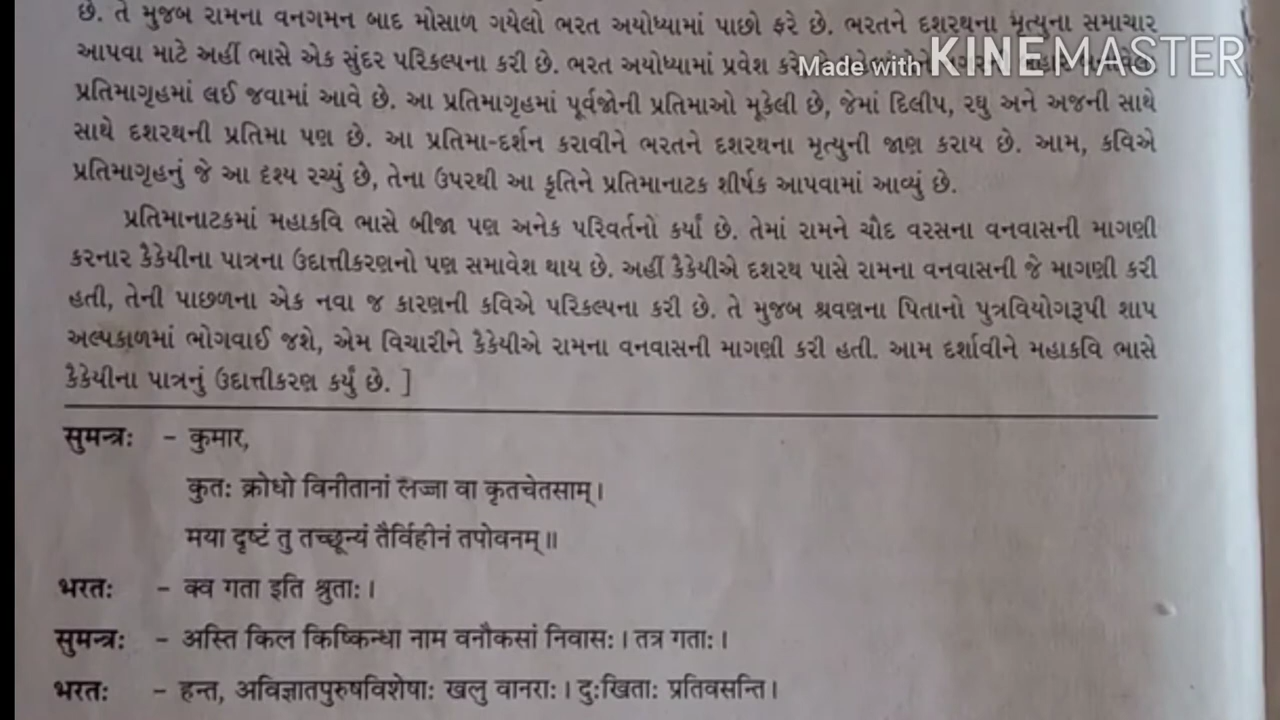 છે. તે મુજબ રામના વનગમન બાદ મોસાળ ગયેલો ભરત અયોધ્યામાં પાછો ફરે છે. ભરતને દશરથના મૃત્યુના સમાચાર
આપવા માટે અહીં ભાસે એક સુંદર પરિકલ્પના કરી છે. ભરત અયોધ્યામાં પ્રવેશ કરે
Made with KINEMASTER
પ્રતિમાગૃહમાં લઈ જવામાં આવે છે. આ પ્રતિમાગૃહમાં પૂર્વજોની પ્રતિમાઓ મૂકેલી છે, જેમાં દિલીપ, રઘુ અને અજની સાથે
સાથે દશરથની પ્રતિમા પણ છે. આ પ્રતિમા-દર્શન કરાવીને ભરતને દશરથના મૃત્યુની જાણ કરાય છે. આમ, કવિએ
પ્રતિમાગૃહનું જે આ દૃશ્ય રચ્યું છે, તેના ઉપરથી આ કૃતિને પ્રતિમાનાટક શીર્ષક આપવામાં આવ્યું છે.
પ્રતિમાનાટકમાં મહાકવિ ભાસે બીજા પણ અનેક પરિવર્તનો કર્યાં છે. તેમાં રામને ચૌદ વરસના વનવાસની માગણી
કરનાર કૈકેયીના પાત્રના ઉદાત્તીકરણનો પણ સમાવેશ થાય છે. અહીં કૈકેયીએ દશરથ પાસે રામના વનવાસની જે માગણી કરી
હતી, તેની પાછળના એક નવા જ કારણની કવિએ પરિકલ્પના કરી છે. તે મુજબ શ્રવણના પિતાનો પુત્રવિયોગરૂપી શાપ
અલ્પકાળમાં ભોગવાઈ જશે, એમ વિચારીને કૈકેયીએ રામના વનવાસની માગણી કરી હતી. આમ દર્શાવીને મહાકવિ ભાસે
કૈકેયીના પાત્રનું ઉદાત્તીકરણ કર્યું છે. ]
सुमन्त्रः - कुमार,
कुतः क्रोधो विनीतानां लज्जा वा कृतचेतसाम्।
मया दृष्टं तु तच्छून्यं तैर्विहीनं तपोवनम्॥
भरतः - क्व गता इति श्रुताः।
सुमन्त्रः - अस्ति किल किष्किन्धा नाम वनौकसां निवासः। तत्र गताः।
भरतः - हन्त, अविज्ञातपुरुषविशेषाः खलु वानराः। दुःखिताः प्रतिवसन्ति।